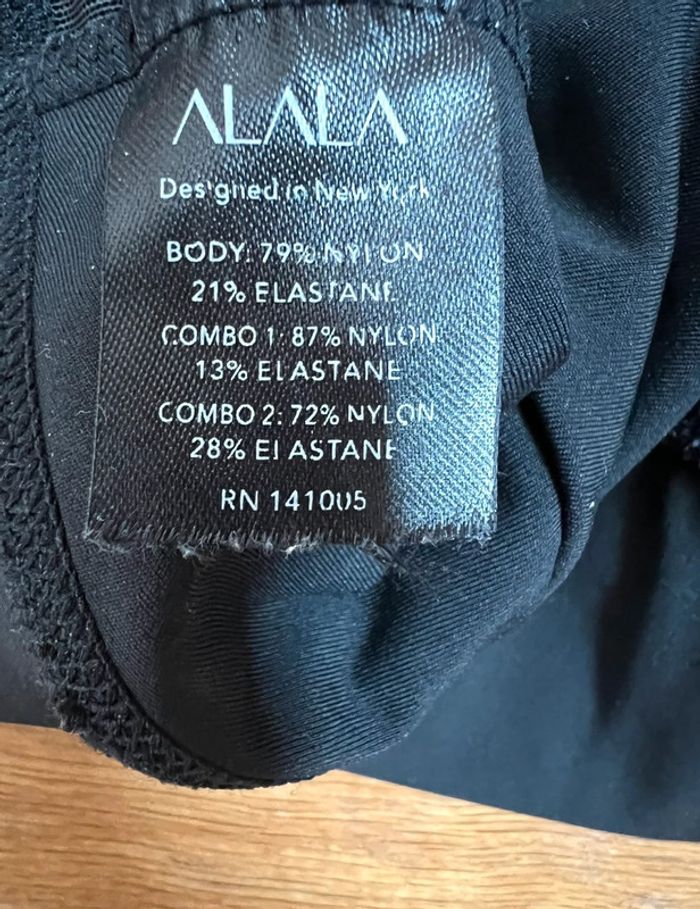 ALALA
Designed in New York
BODY: 79% NYLON
21% ELASTANE
COMBO 1: 87% NYLON
13% ELASTANE
COMBO 2: 72% NYLON
28% ELASTANE
RN 141005